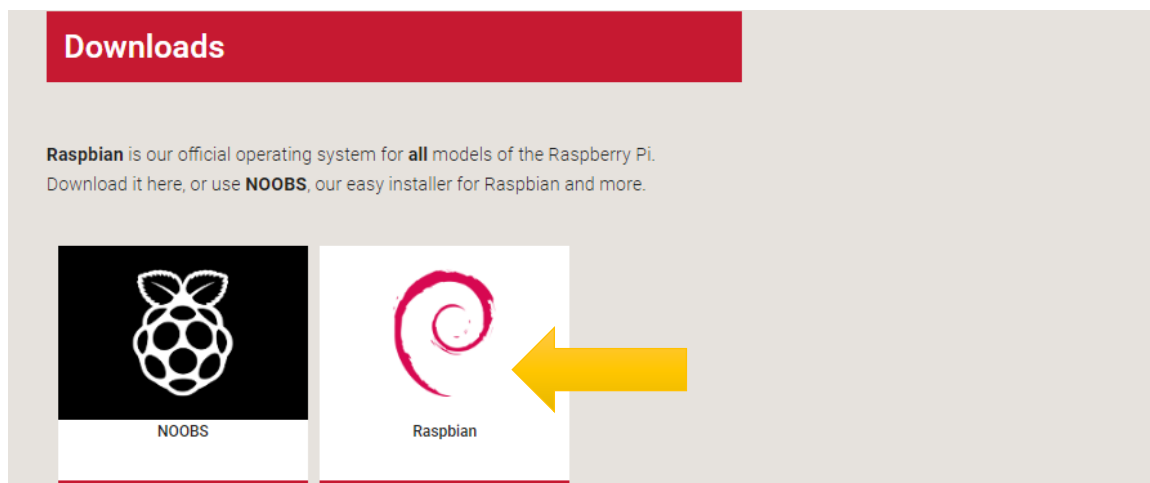 Downloads
Raspbian is our official operating system for all models of the Raspberry Pi.
Download it here, or use NOOBS, our easy installer for Raspbian and more.
NOOBS
Raspbian